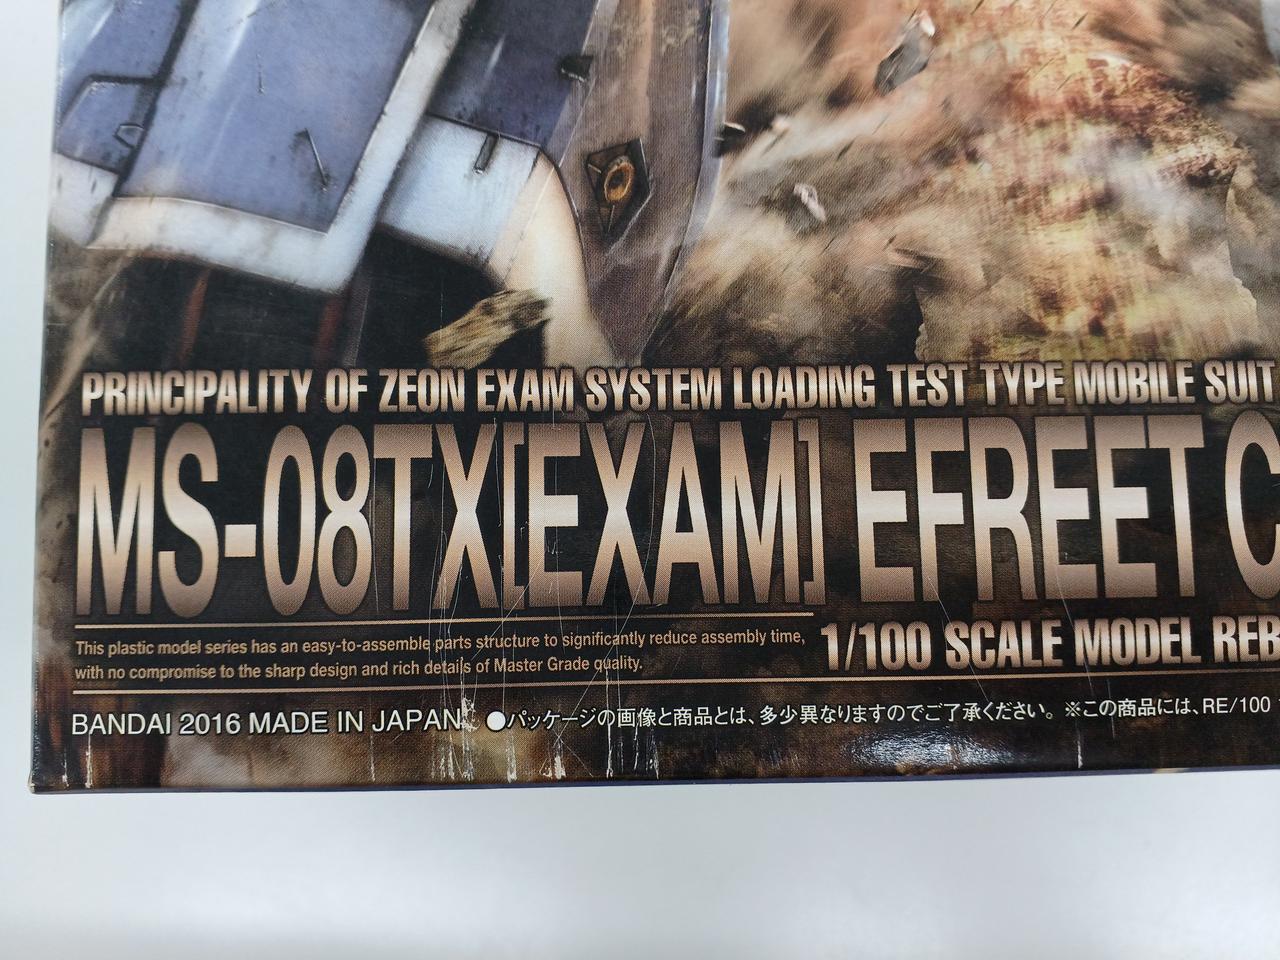 PRINCIPALITY OF ZEON EXAM SYSTEM LOADING TEST TYPE MOBILE SUIT
MS-08TX[EXAM] EFREET C
This plastic model series has an easy-to-assemble parts structure to significantly reduce assembly time,
with no compromise to the sharp design and rich details of Master Grade quality.
1/100 SCALE MODEL REB
BANDAI 2016 MADE IN JAPAN ●パッケージの画像と商品とは、多少異なりますのでご了承ください。 ※この商品には、RE/100